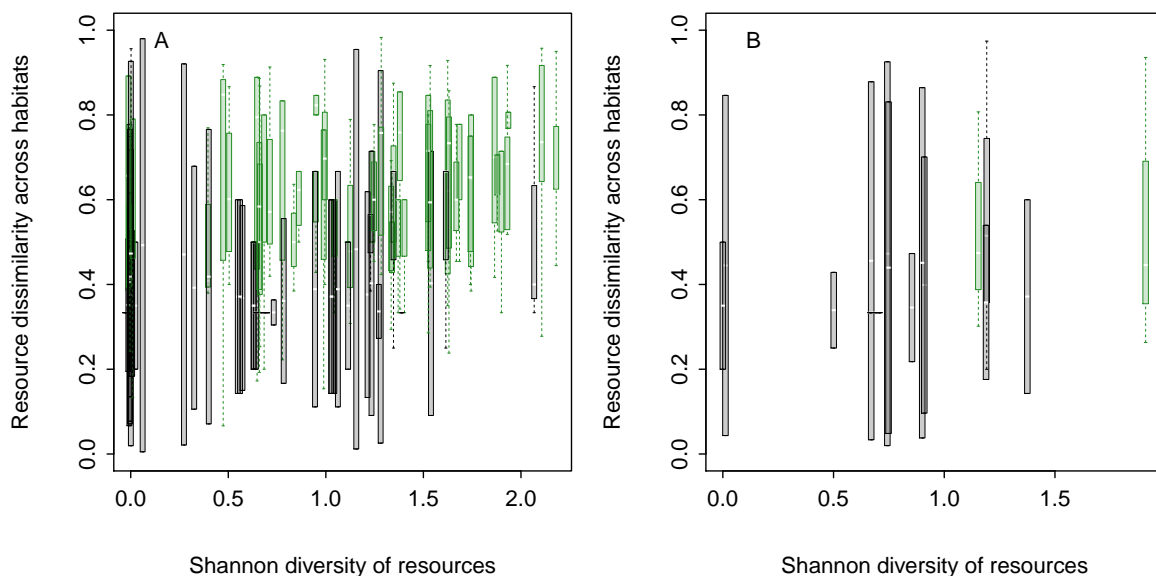 A
Resource dissimilarity across habitats
1.0
0.8
0.6
0.4
0.2
0.0
0.0 0.5 1.0 1.5 2.0
Shannon diversity of resources
B
Resource dissimilarity across habitats
1.0
0.8
0.6
0.4
0.2
0.0
0.0 0.5 1.0 1.5
Shannon diversity of resources